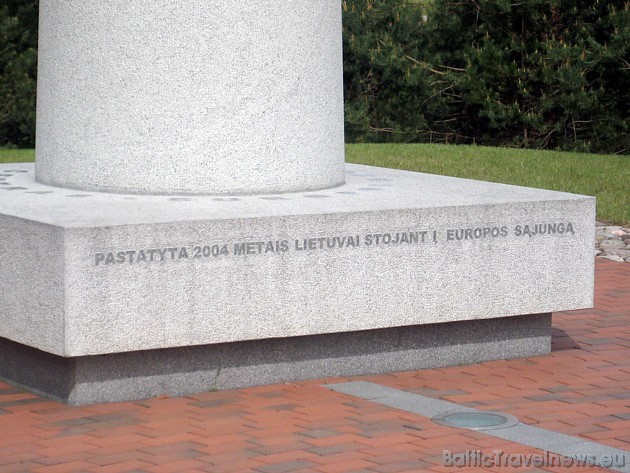 PASTATYTA 2004 METAIS LIETUVAI STOJANT Į EUROPOS SĄJUNGĄ
BalticTravelnews.eu